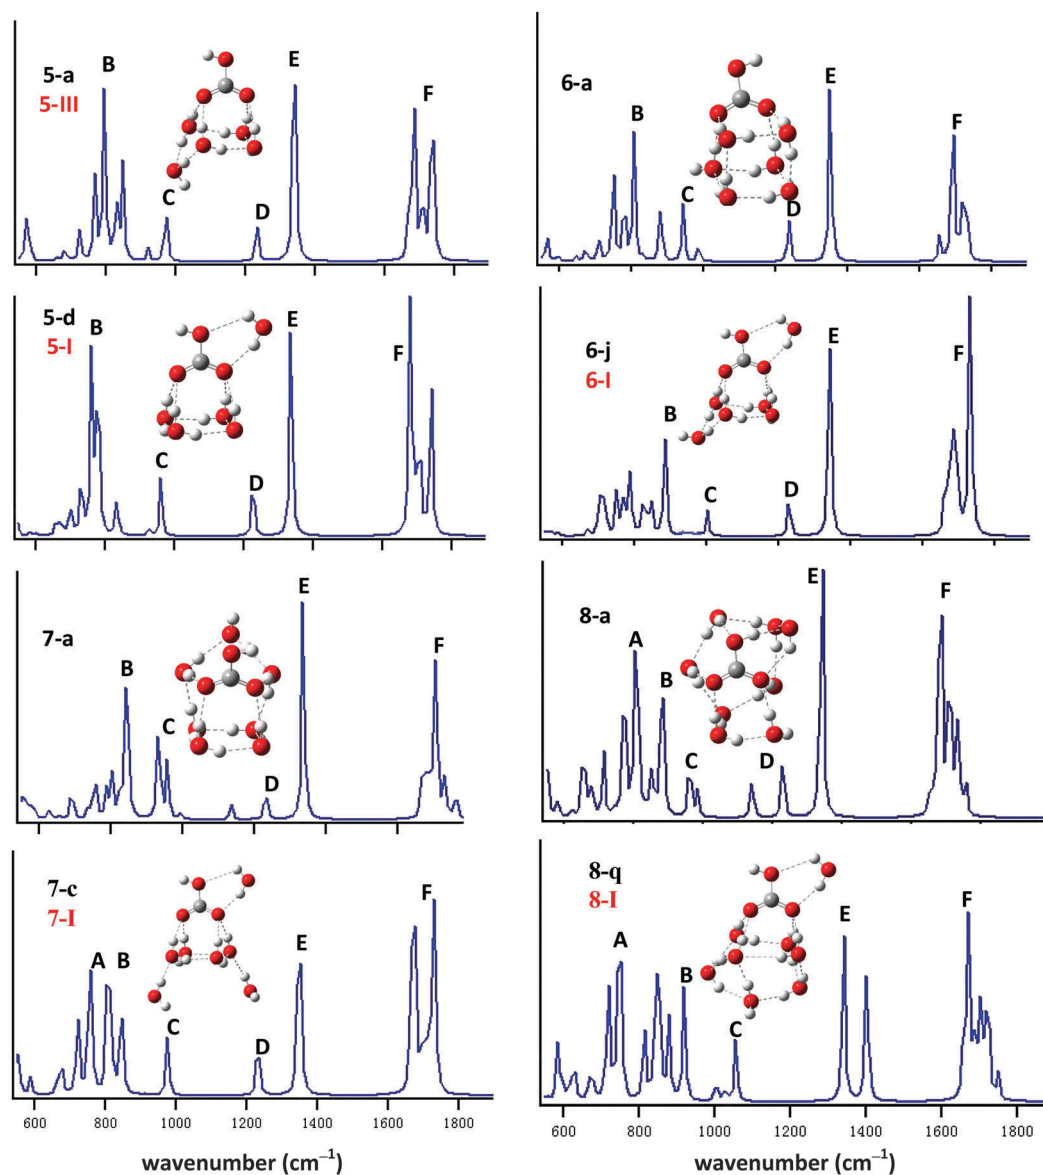 5-a
5-III
B
C
D
E
F
6-a
B
C
D
E
F
5-d
5-I
B
C
D
E
F
6-j
6-I
B
C
D
E
F
7-a
B
C
D
E
F
8-a
A
B
C
D
E
F
7-c
7-I
A
B
C
D
E
F
8-q
8-I
A
B
C
E
F
600 800 1000 1200 1400 1600 1800
600 800 1000 1200 1400 1600 1800
wavenumber (cm⁻¹)
wavenumber (cm⁻¹)